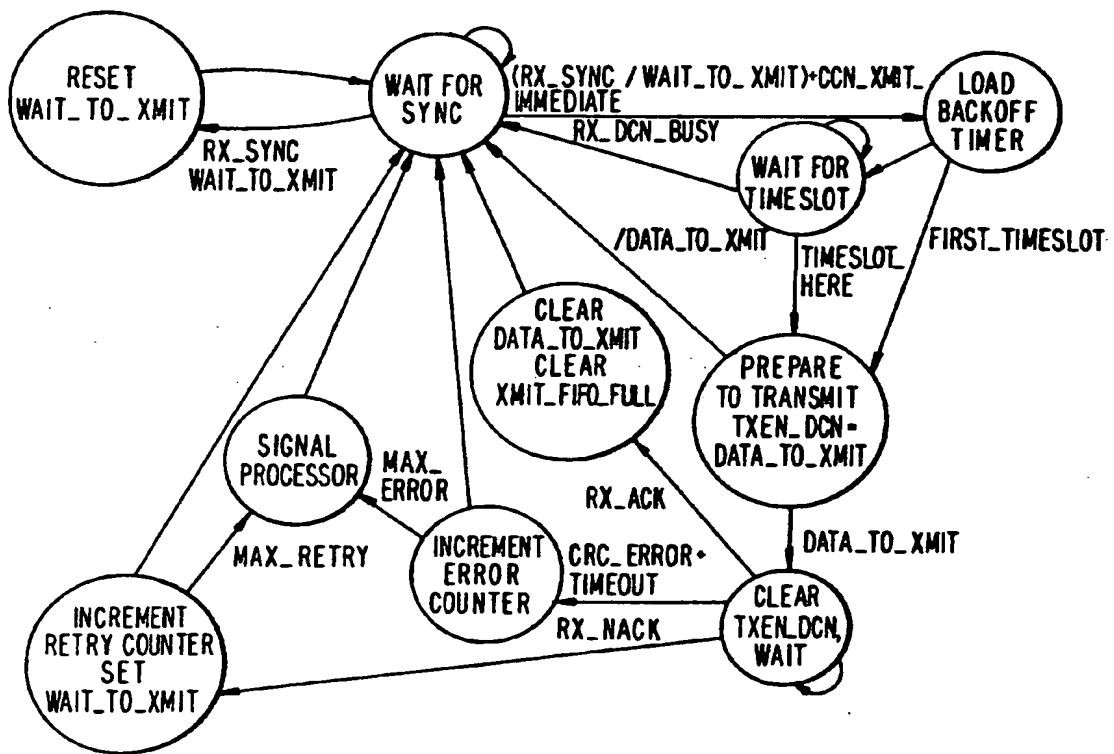 RESET
WAIT_TO_XMIT
WAIT FOR
SYNC
(RX_SYNC / WAIT_TO_XMIT)+CCN_XMIT_
IMMEDIATE
LOAD
BACKOFF
TIMER
RX_DCN_BUSY
RX_SYNC
WAIT_TO_XMIT
WAIT FOR
TIMESLOT
/DATA_TO_XMIT
FIRST_TIMESLOT
TIMESLOT_
HERE
CLEAR
DATA_TO_XMIT
CLEAR
XMIT_FIFO_FULL
PREPARE
TO TRANSMIT
TXEN_DCN=
DATA_TO_XMIT
SIGNAL
PROCESSOR
MAX_
ERROR
RX_ACK
DATA_TO_XMIT
MAX_RETRY
INCREMENT
ERROR
COUNTER
CRC_ERROR+
TIMEOUT
RX_NACK
CLEAR
TXEN_DCN,
WAIT
INCREMENT
RETRY COUNTER
SET
WAIT_TO_XMIT